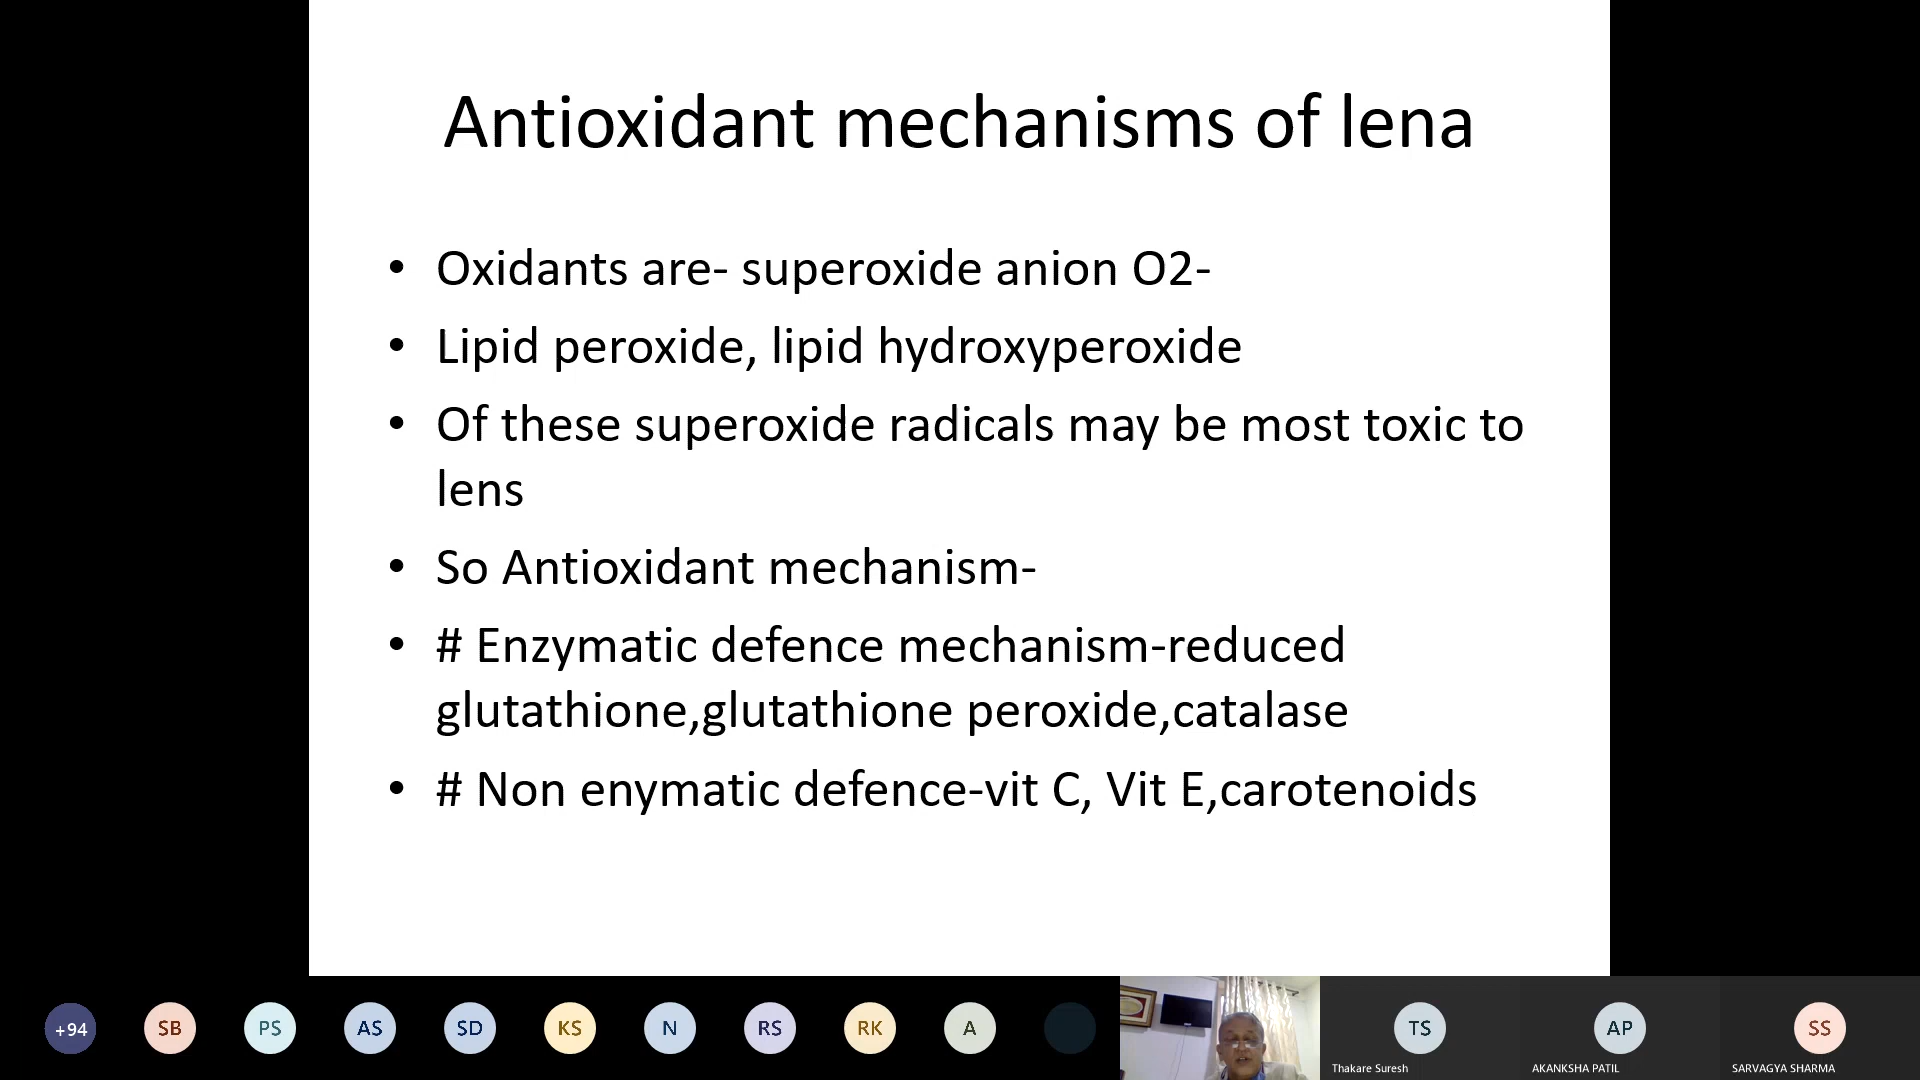 Antioxidant mechanisms of lena
• Oxidants are- superoxide anion O2-
• Lipid peroxide, lipid hydroxyperoxide
• Of these superoxide radicals may be most toxic to
lens
• So Antioxidant mechanism-
• # Enzymatic defence mechanism-reduced
glutathione,glutathione peroxide,catalase
• # Non enymatic defence-vit C, Vit E,carotenoids
+94 SB PS AS SD KS N RS RK A TS AP SS
Thakare Suresh AKANKSHA PATIL SARVAGYA SHARMA